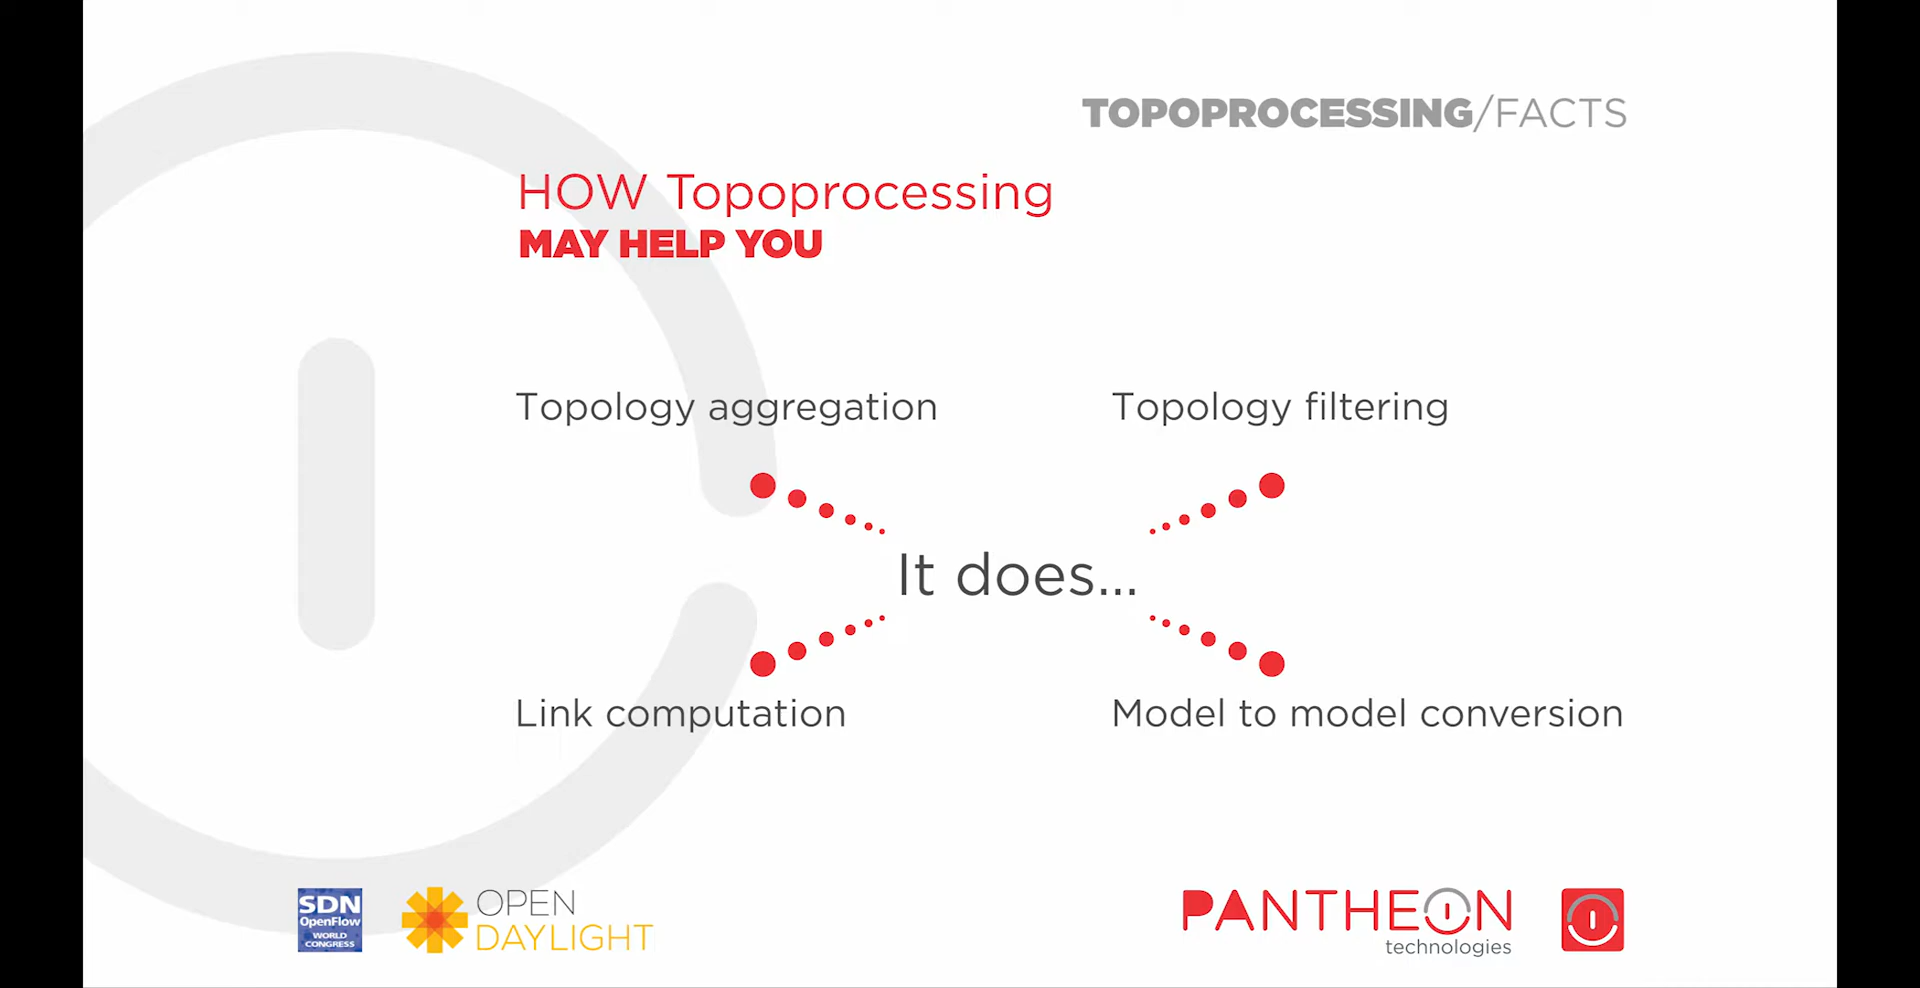 TOPOPROCESSING/FACTS
HOW Topoprocessing
MAY HELP YOU
Topology aggregation
Topology filtering
It does...
Link computation
Model to model conversion
SDN
OpenFlow
WORLD
CONGRESS
OPEN
DAYLIGHT
PANTHEON
technologies